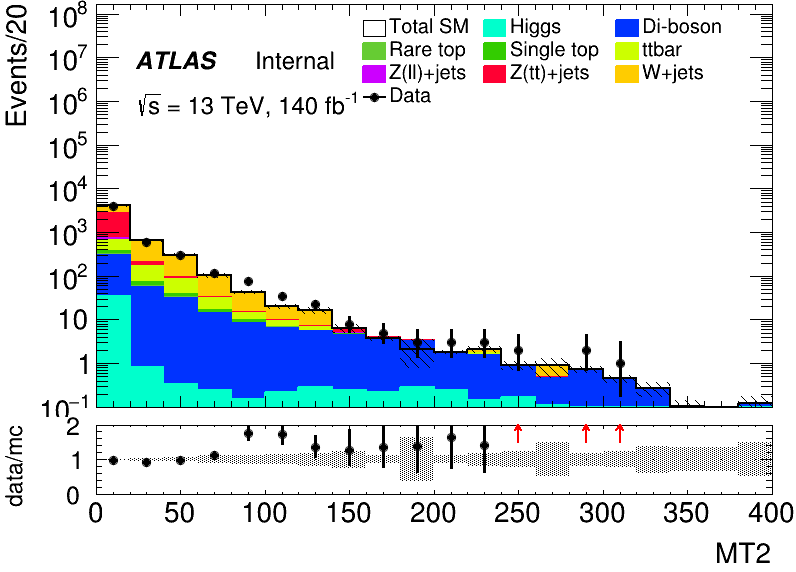 Events/20
10⁸
10⁷
10⁶
10⁵
10⁴
10³
10²
10
1
10⁻¹
Total SM Higgs Di-boson
Rare top Single top ttbar
Z(ll)+jets Z(tt)+jets W+jets
Data
ATLAS Internal
√s = 13 TeV, 140 fb⁻¹
data/mc
2
1
0
0 50 100 150 200 250 300 350 400
MT2